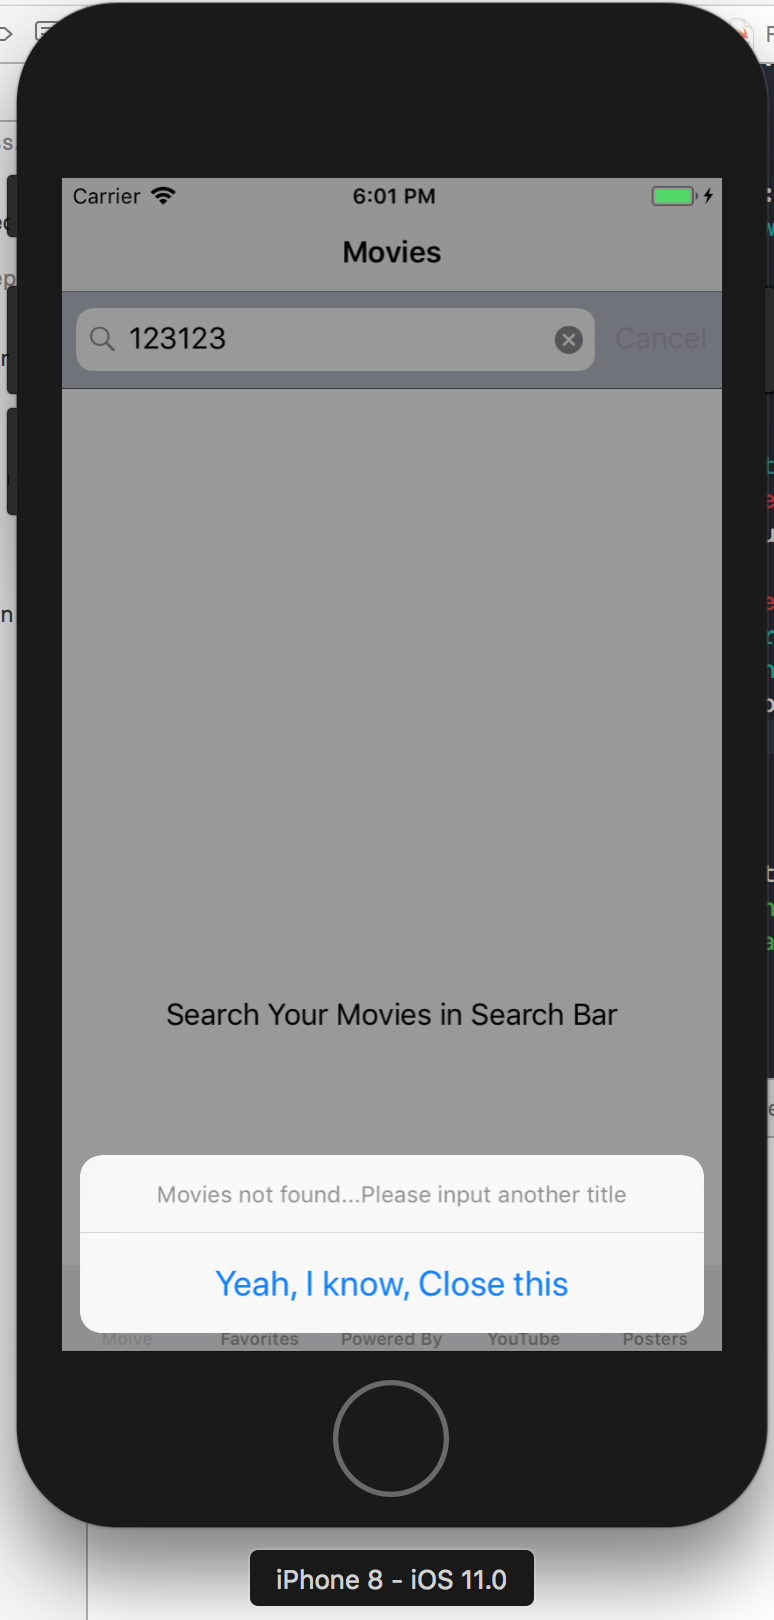 Carrier
6:01 PM
Movies
123123
Cancel
Search Your Movies in Search Bar
Movies not found...Please input another title
Yeah, I know, Close this
Moive
Favorites
Powered By
YouTube
Posters
iPhone 8 - iOS 11.0